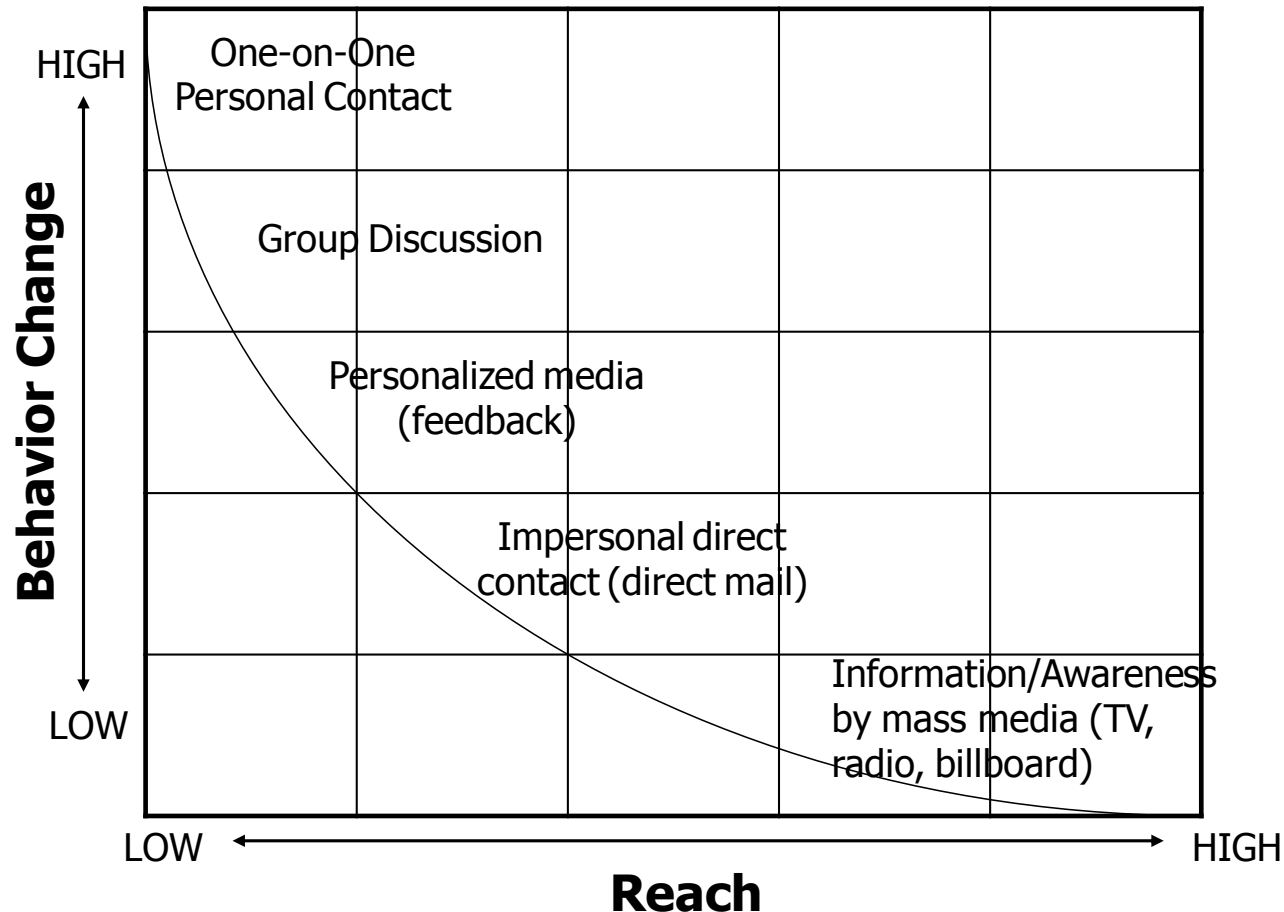 HIGH
One-on-One
Personal Contact
Group Discussion
Personalized media
(feedback)
Impersonal direct
contact (direct mail)
Information/Awareness
by mass media (TV,
radio, billboard)
Behavior Change
LOW
LOW
HIGH
Reach